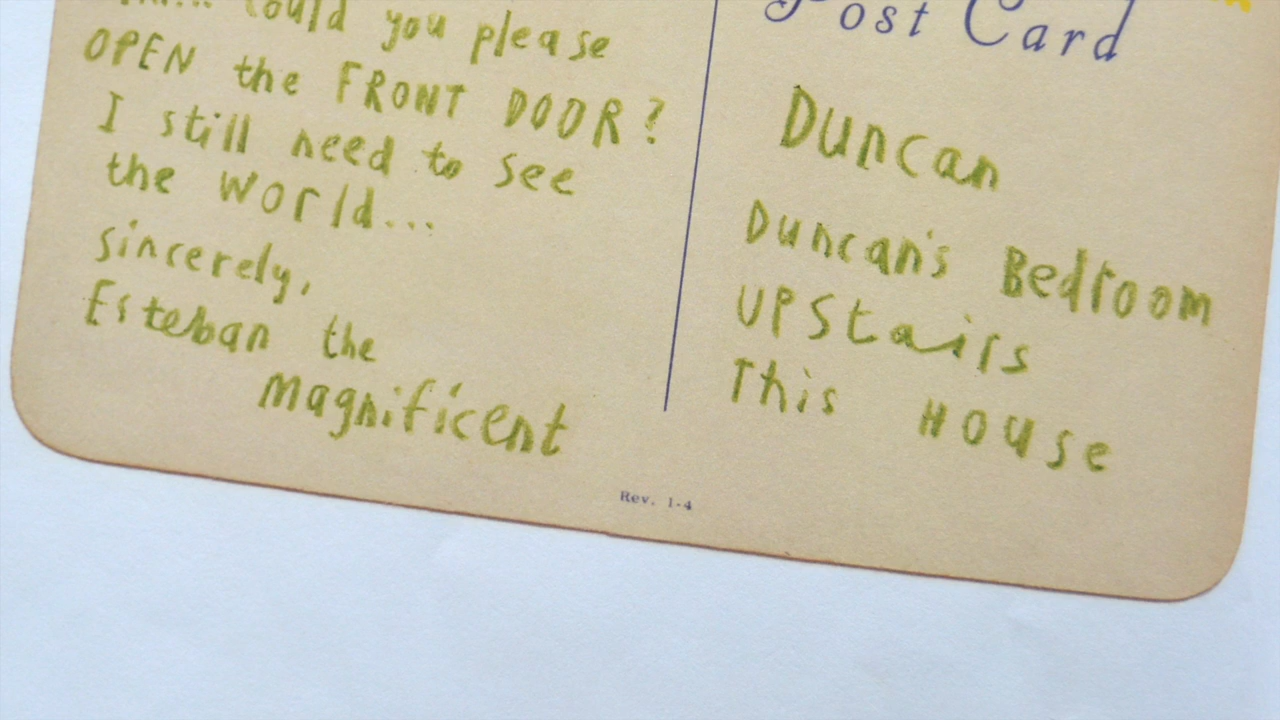 could you please
OPEN the FRONT DOOR?
I still need to see
the world...
sincerely,
Esteban the
magnificent
Post Card
Duncan
Duncan's Bedroom
UPStairs
This House
Rev. 1-4